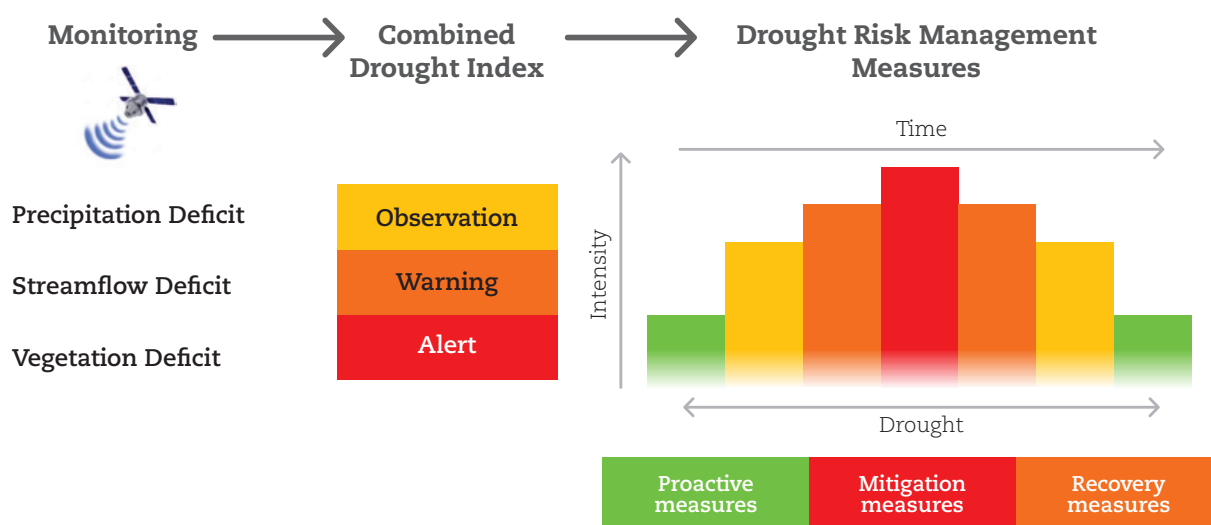 Monitoring
Combined
Drought Index
Drought Risk Management
Measures
Precipitation Deficit
Streamflow Deficit
Vegetation Deficit
Observation
Warning
Alert
Time
Intensity
Drought
Proactive
measures
Mitigation
measures
Recovery
measures